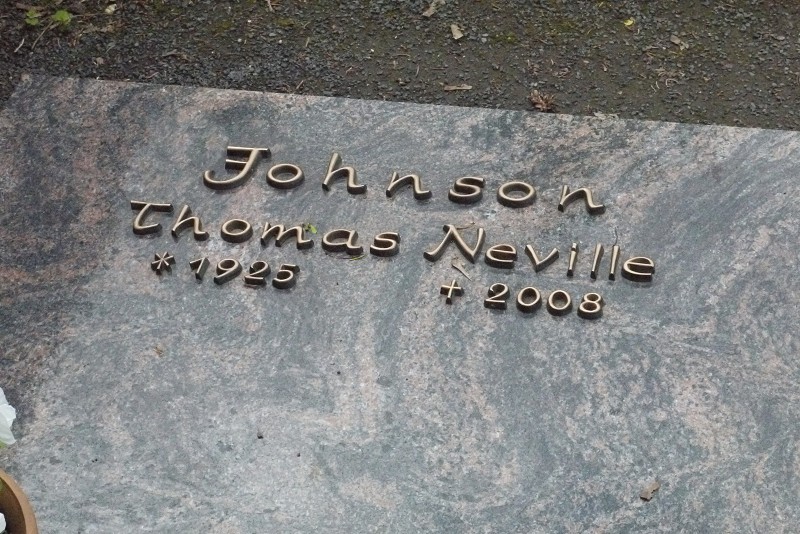 Johnson
Thomas Neville
* 1925 † 2008